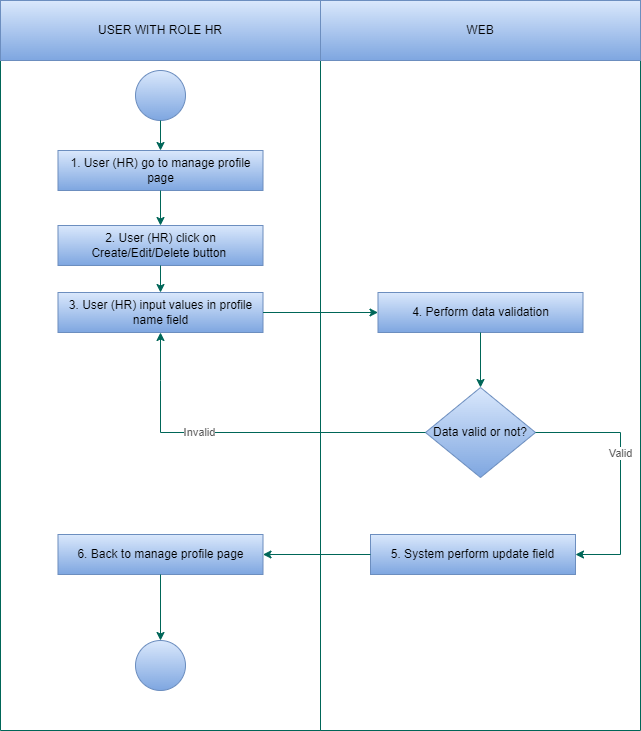 USER WITH ROLE HR
WEB
1. User (HR) go to manage profile
page
2. User (HR) click on
Create/Edit/Delete button
3. User (HR) input values in profile
name field
4. Perform data validation
Data valid or not?
Invalid
Valid
6. Back to manage profile page
5. System perform update field